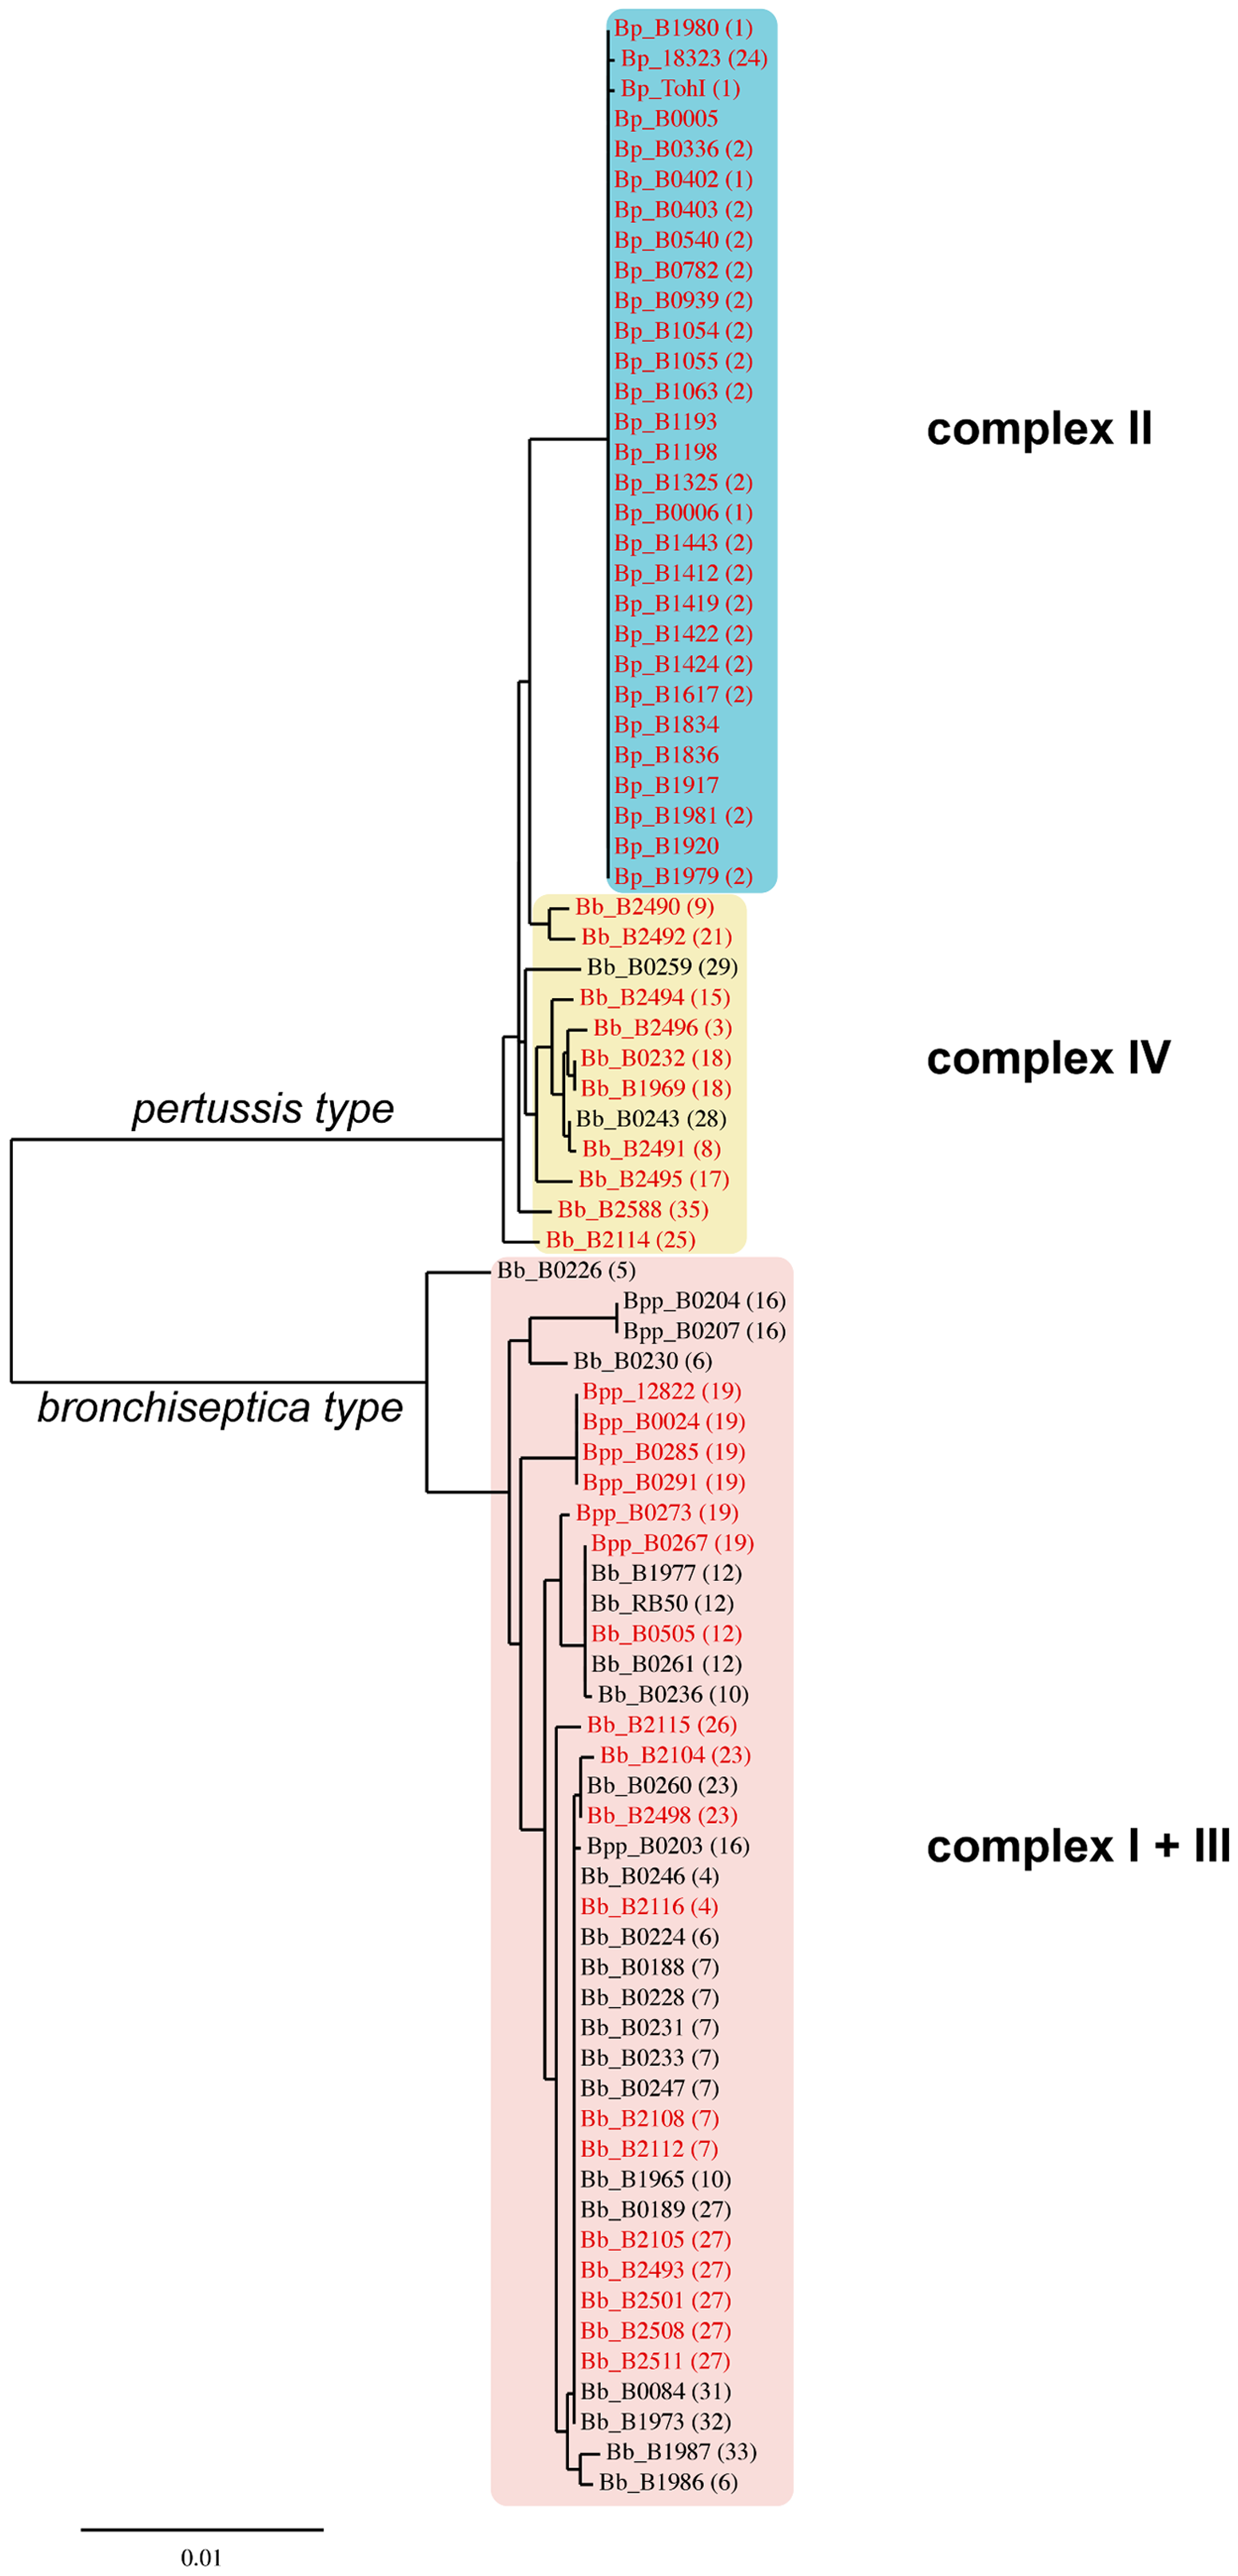 Bp_B1980 (1)
Bp_18323 (24)
Bp_TohI (1)
Bp_B0005
Bp_B0336 (2)
Bp_B0402 (1)
Bp_B0403 (2)
Bp_B0540 (2)
Bp_B0782 (2)
Bp_B0939 (2)
Bp_B1054 (2)
Bp_B1055 (2)
Bp_B1063 (2)
Bp_B1193
complex II
Bp_B1198
Bp_B1325 (2)
Bp_B0006 (1)
Bp_B1443 (2)
Bp_B1412 (2)
Bp_B1419 (2)
Bp_B1422 (2)
Bp_B1424 (2)
Bp_B1617 (2)
Bp_B1834
Bp_B1836
Bp_B1917
Bp_B1981 (2)
Bp_B1920
Bp_B1979 (2)
Bb_B2490 (9)
Bb_B2492 (21)
Bb_B0259 (29)
Bb_B2494 (15)
Bb_B2496 (3)
Bb_B0232 (18)
complex IV
Bb_B1969 (18)
pertussis type
Bb_B0243 (28)
Bb_B2491 (8)
Bb_B2495 (17)
Bb_B2588 (35)
Bb_B2114 (25)
Bb_B0226 (5)
Bpp_B0204 (16)
Bpp_B0207 (16)
Bb_B0230 (6)
Bpp_12822 (19)
bronchiseptica type
Bpp_B0024 (19)
Bpp_B0285 (19)
Bpp_B0291 (19)
Bpp_B0273 (19)
Bpp_B0267 (19)
Bb_B1977 (12)
Bb_RB50 (12)
Bb_B0505 (12)
Bb_B0261 (12)
Bb_B0236 (10)
Bb_B2115 (26)
Bb_B2104 (23)
Bb_B0260 (23)
Bb_B2498 (23)
Bpp_B0203 (16)
complex I + III
Bb_B0246 (4)
Bb_B2116 (4)
Bb_B0224 (6)
Bb_B0188 (7)
Bb_B0228 (7)
Bb_B0231 (7)
Bb_B0233 (7)
Bb_B0247 (7)
Bb_B2108 (7)
Bb_B2112 (7)
Bb_B1965 (10)
Bb_B0189 (27)
Bb_B2105 (27)
Bb_B2493 (27)
Bb_B2501 (27)
Bb_B2508 (27)
Bb_B2511 (27)
Bb_B0084 (31)
Bb_B1973 (32)
Bb_B1987 (33)
Bb_B1986 (6)
0.01